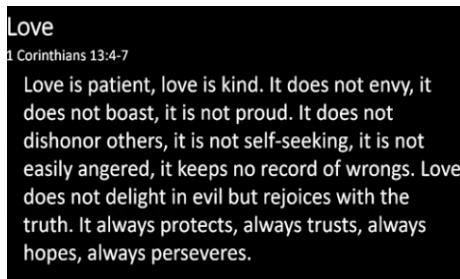 Love
1 Corinthians 13:4-7
Love is patient, love is kind. It does not envy, it
does not boast, it is not proud. It does not
dishonor others, it is not self-seeking, it is not
easily angered, it keeps no record of wrongs. Love
does not delight in evil but rejoices with the
truth. It always protects, always trusts, always
hopes, always perseveres.